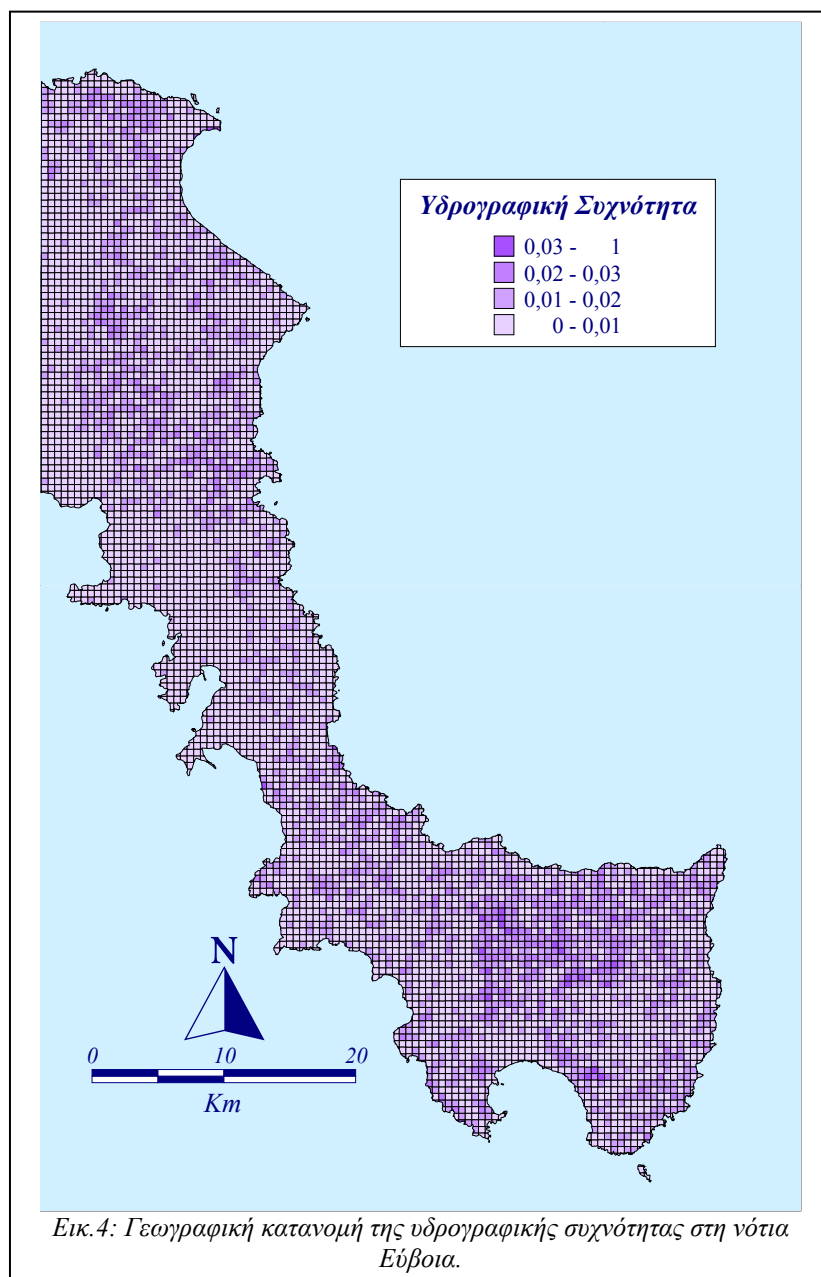 Υδρογραφική Συχνότητα
0,03 - 1
0,02 - 0,03
0,01 - 0,02
0 - 0,01
N
0 10 20
Km
Εικ.4: Γεωγραφική κατανομή της υδρογραφικής συχνότητας στη νότια
Εύβοια.